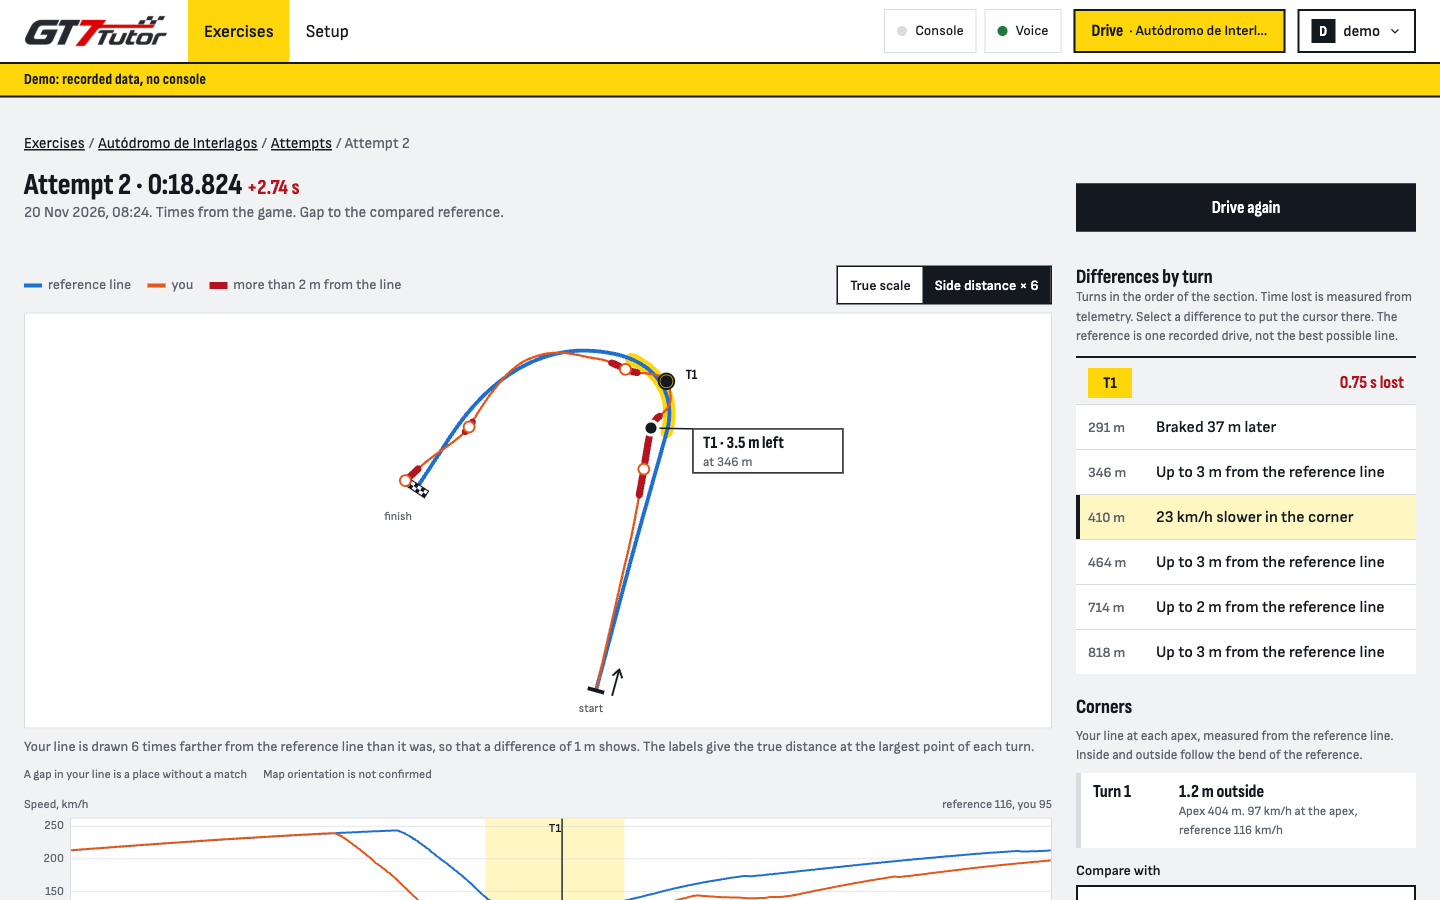 GT7 Tutor
Exercises
Setup
Console
Voice
Drive · Autódromo de Interl...
D
demo
Demo: recorded data, no console
Exercises / Autódromo de Interlagos / Attempts / Attempt 2
Attempt 2 · 0:18.824 +2.74 s
20 Nov 2026, 08:24. Times from the game. Gap to the compared reference.
Drive again
reference line
you
more than 2 m from the line
True scale
Side distance × 6
T1
T1 · 3.5 m left
at 346 m
finish
start
Your line is drawn 6 times farther from the reference line than it was, so that a difference of 1 m shows. The labels give the true distance at the largest point of each turn.
A gap in your line is a place without a match
Map orientation is not confirmed
Speed, km/h
reference 116, you 95
250
200
150
T1
Differences by turn
Turns in the order of the section. Time lost is measured from
telemetry. Select a difference to put the cursor there. The
reference is one recorded drive, not the best possible line.
T1
0.75 s lost
291 m Braked 37 m later
346 m Up to 3 m from the reference line
410 m 23 km/h slower in the corner
464 m Up to 3 m from the reference line
714 m Up to 2 m from the reference line
818 m Up to 3 m from the reference line
Corners
Your line at each apex, measured from the reference line.
Inside and outside follow the bend of the reference.
Turn 1
1.2 m outside
Apex 404 m. 97 km/h at the apex,
reference 116 km/h
Compare with